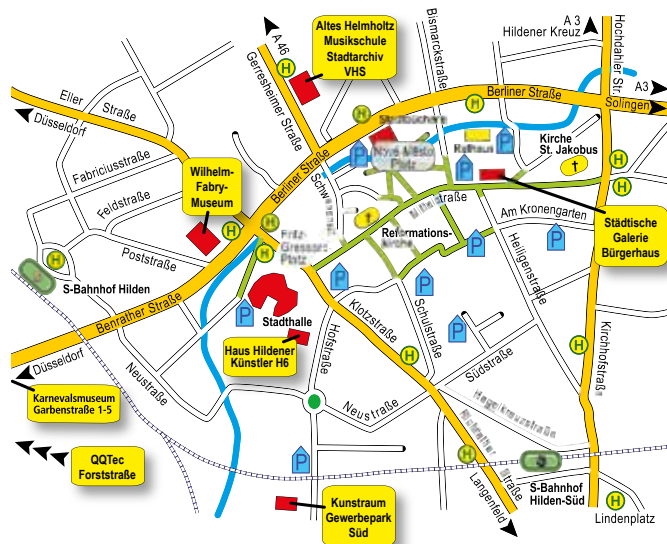 A 46
Altes Helmholtz
Musikschule
Stadtarchiv
VHS
Bismarckstraße
A 3
Hildener Kreuz
Hochdahler Str.
A3
Solingen
Gerresheimer Straße
H
H
H
Berliner Straße
Eller
Straße
Düsseldorf
Fabriciusstraße
Feldstraße
Wilhelm-
Fabry-
Museum
Berliner Straße
P
P
P
Rathaus
Kirche
St. Jakobus
H
H
Poststraße
H
H
H
Platz
Mittelstraße
Reformations-
kirche
Am Kronengarten
P
Städtische
Galerie
Bürgerhaus
Heiligenstraße
H
S-Bahnhof Hilden
Benrather Straße
P
P
P
P
Stadthalle
Haus Hildener
Künstler H6
Hofstraße
Klotzstraße
Schulstraße
H
Südstraße
H
Kirchhofstraße
Düsseldorf
Karnevalsmuseum
Garbenstraße 1-5
Neustraße
Neustraße
QQTec
Forststraße
P
H
Straße
Langenfeld
S-Bahnhof
Hilden-Süd
H
Lindenplatz
Kunstraum
Gewerbepark
Süd